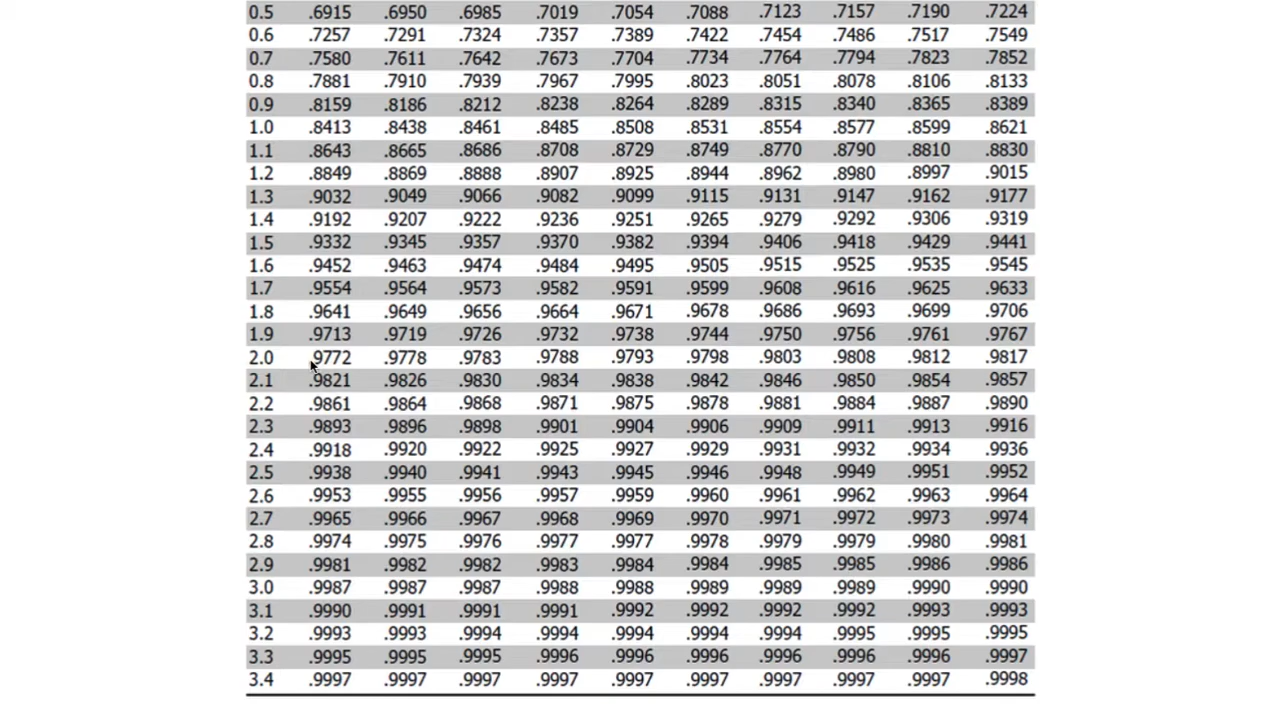 0.5 .6915 .6950 .6985 .7019 .7054 .7088 .7123 .7157 .7190 .7224
0.6 .7257 .7291 .7324 .7357 .7389 .7422 .7454 .7486 .7517 .7549
0.7 .7580 .7611 .7642 .7673 .7704 .7734 .7764 .7794 .7823 .7852
0.8 .7881 .7910 .7939 .7967 .7995 .8023 .8051 .8078 .8106 .8133
0.9 .8159 .8186 .8212 .8238 .8264 .8289 .8315 .8340 .8365 .8389
1.0 .8413 .8438 .8461 .8485 .8508 .8531 .8554 .8577 .8599 .8621
1.1 .8643 .8665 .8686 .8708 .8729 .8749 .8770 .8790 .8810 .8830
1.2 .8849 .8869 .8888 .8907 .8925 .8944 .8962 .8980 .8997 .9015
1.3 .9032 .9049 .9066 .9082 .9099 .9115 .9131 .9147 .9162 .9177
1.4 .9192 .9207 .9222 .9236 .9251 .9265 .9279 .9292 .9306 .9319
1.5 .9332 .9345 .9357 .9370 .9382 .9394 .9406 .9418 .9429 .9441
1.6 .9452 .9463 .9474 .9484 .9495 .9505 .9515 .9525 .9535 .9545
1.7 .9554 .9564 .9573 .9582 .9591 .9599 .9608 .9616 .9625 .9633
1.8 .9641 .9649 .9656 .9664 .9671 .9678 .9686 .9693 .9699 .9706
1.9 .9713 .9719 .9726 .9732 .9738 .9744 .9750 .9756 .9761 .9767
2.0 .9772 .9778 .9783 .9788 .9793 .9798 .9803 .9808 .9812 .9817
2.1 .9821 .9826 .9830 .9834 .9838 .9842 .9846 .9850 .9854 .9857
2.2 .9861 .9864 .9868 .9871 .9875 .9878 .9881 .9884 .9887 .9890
2.3 .9893 .9896 .9898 .9901 .9904 .9906 .9909 .9911 .9913 .9916
2.4 .9918 .9920 .9922 .9925 .9927 .9929 .9931 .9932 .9934 .9936
2.5 .9938 .9940 .9941 .9943 .9945 .9946 .9948 .9949 .9951 .9952
2.6 .9953 .9955 .9956 .9957 .9959 .9960 .9961 .9962 .9963 .9964
2.7 .9965 .9966 .9967 .9968 .9969 .9970 .9971 .9972 .9973 .9974
2.8 .9974 .9975 .9976 .9977 .9977 .9978 .9979 .9979 .9980 .9981
2.9 .9981 .9982 .9982 .9983 .9984 .9984 .9985 .9985 .9986 .9986
3.0 .9987 .9987 .9987 .9988 .9988 .9989 .9989 .9989 .9990 .9990
3.1 .9990 .9991 .9991 .9991 .9992 .9992 .9992 .9992 .9993 .9993
3.2 .9993 .9993 .9994 .9994 .9994 .9994 .9994 .9995 .9995 .9995
3.3 .9995 .9995 .9995 .9996 .9996 .9996 .9996 .9996 .9996 .9997
3.4 .9997 .9997 .9997 .9997 .9997 .9997 .9997 .9997 .9997 .9998